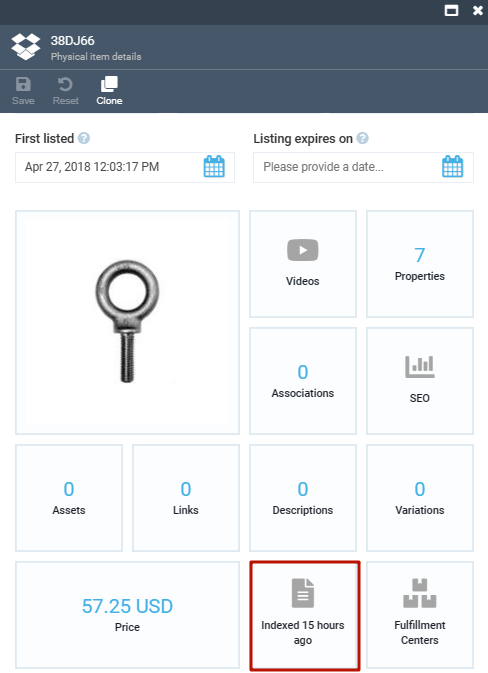 38DJ66
Physical item details
Save
Reset
Clone
First listed ?
Listing expires on ?
Apr 27, 2018 12:03:17 PM
Please provide a date...
Videos
7
Properties
0
Associations
SEO
0
Assets
0
Links
0
Descriptions
0
Variations
57.25 USD
Price
Indexed 15 hours
ago
Fulfillment
Centers